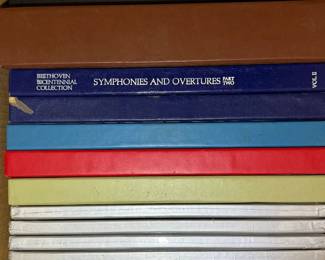 BEETHOVEN
BICENTENNIAL
COLLECTION
SYMPHONIES AND OVERTURES PART
TWO
VOL. II